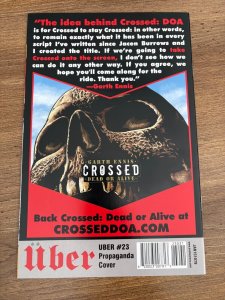 "The idea behind Crossed: DOA
is for Crossed to stay Crossed: in other words,
to remain exactly what it has been in every
script I've written since Jacen Burrows and
I created the title. If we're going to take
Crossed onto the screen, I don't see how we
can do it any other way. If you feel the same,
I hope you'll come along for the
ride. Thank you."
—Garth Ennis
GARTH ENNIS
CROSSED
DEAD OR ALIVE
Back Crossed: Dead or Alive at
CROSSEDDOA.COM
über
UBER #23
Propaganda
Cover